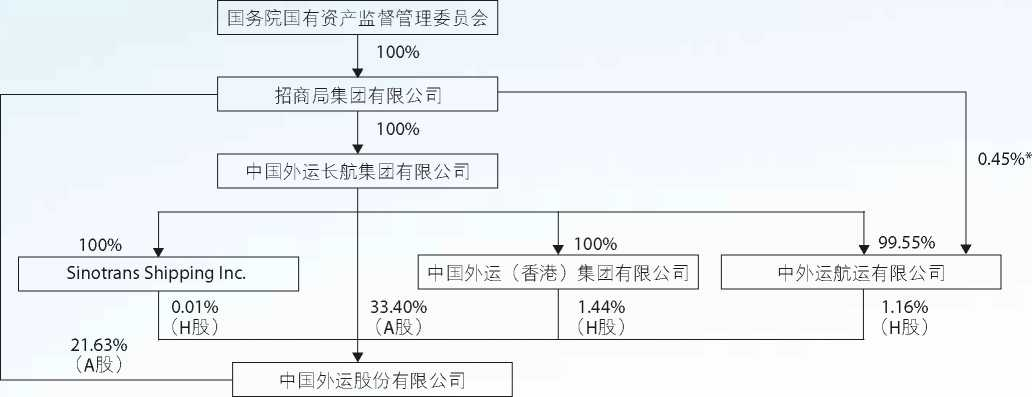 国务院国有资产监督管理委员会
100%
招商局集团有限公司
100%
中国外运长航集团有限公司
0.45%*
100%
100%
99.55%
Sinotrans Shipping Inc.
中国外运（香港）集团有限公司
中外运航运有限公司
0.01%
（H股）
33.40%
（A股）
1.44%
（H股）
1.16%
（H股）
21.63%
（A股）
中国外运股份有限公司